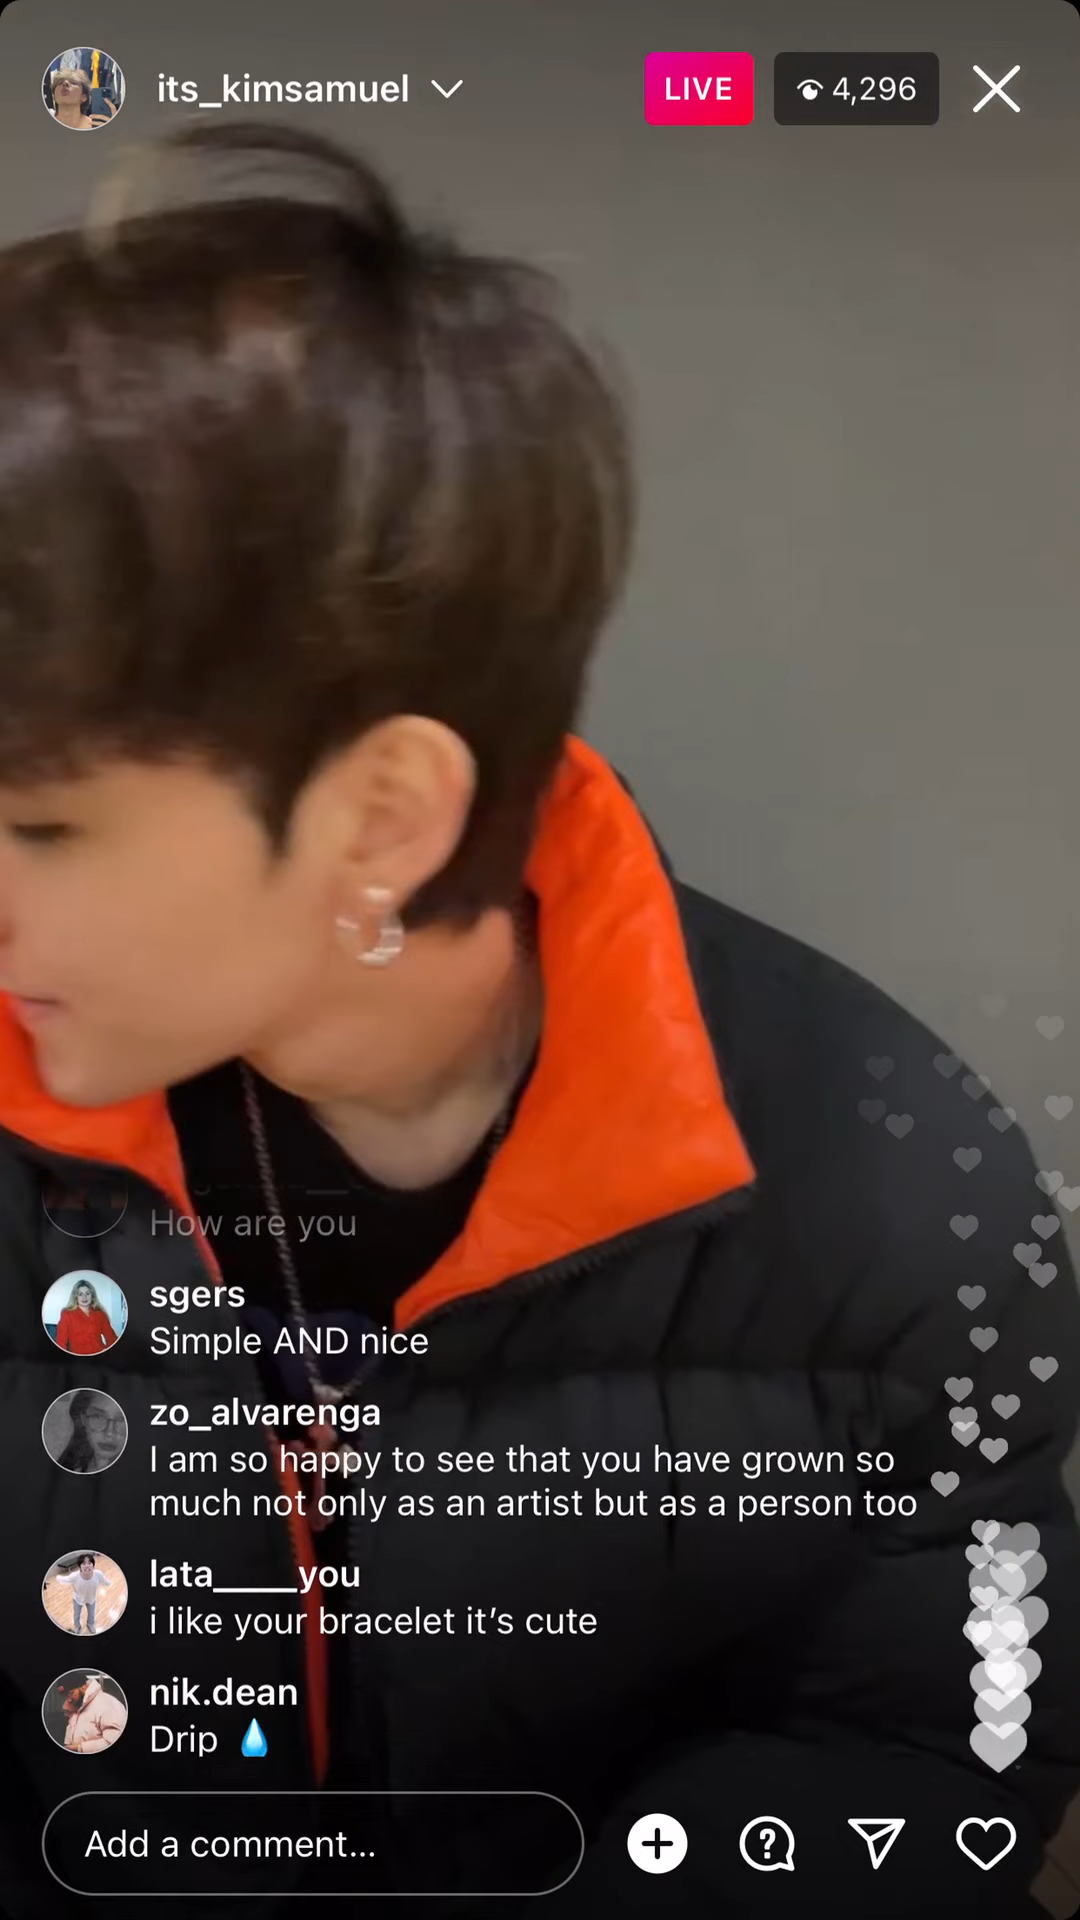 its_kimsamuel
LIVE
4,296
How are you
sgers
Simple AND nice
zo_alvarenga
I am so happy to see that you have grown so
much not only as an artist but as a person too
lata____you
i like your bracelet it’s cute
nik.dean
Drip 💧
Add a comment...